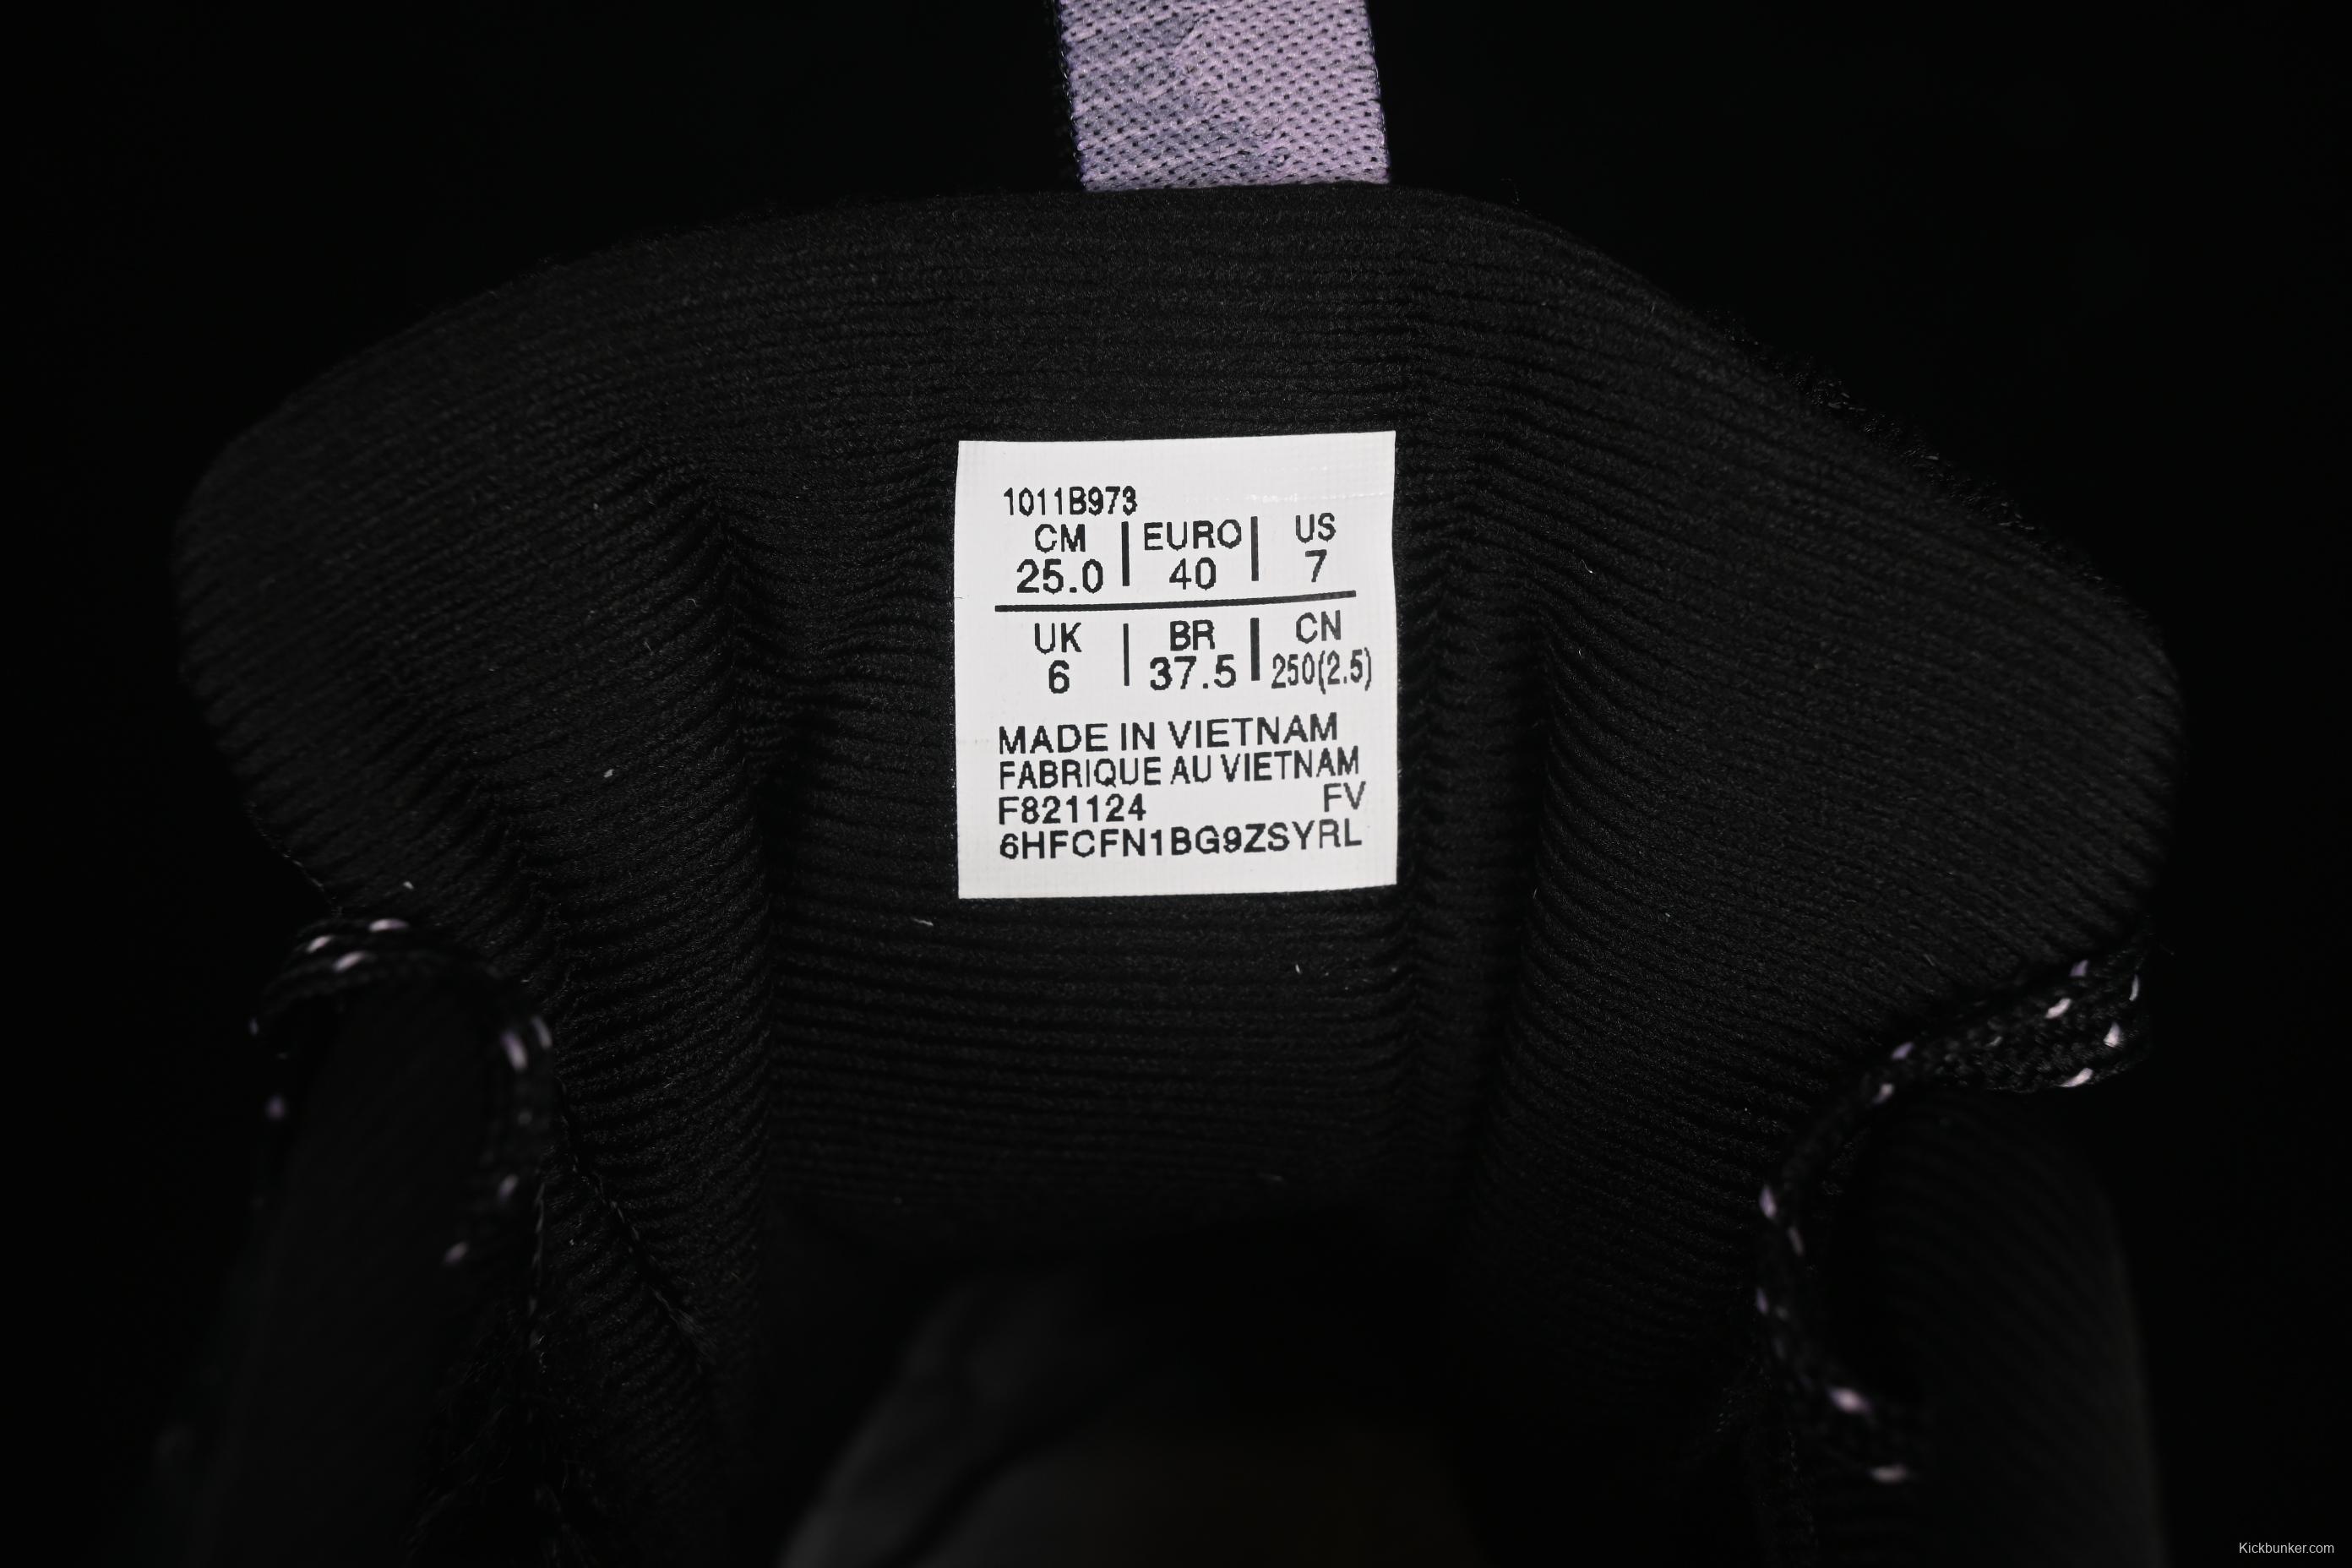 1011B973
CM | EURO | US
25.0 | 40 | 7
UK | BR | CN
6 | 37.5 | 250(2.5)
MADE IN VIETNAM
FABRIQUE AU VIETNAM
F821124 FV
6HFCFN1BG9ZSYRL
Kickbunker.com